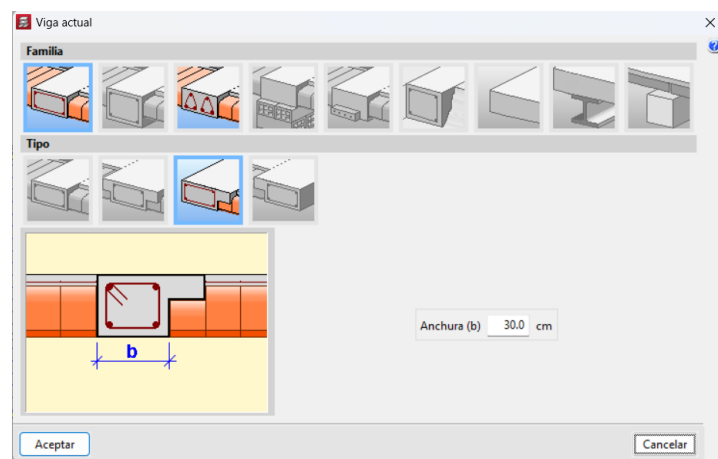 Viga actual
Familia
Tipo
b
Anchura (b) 30.0 cm
Aceptar
Cancelar